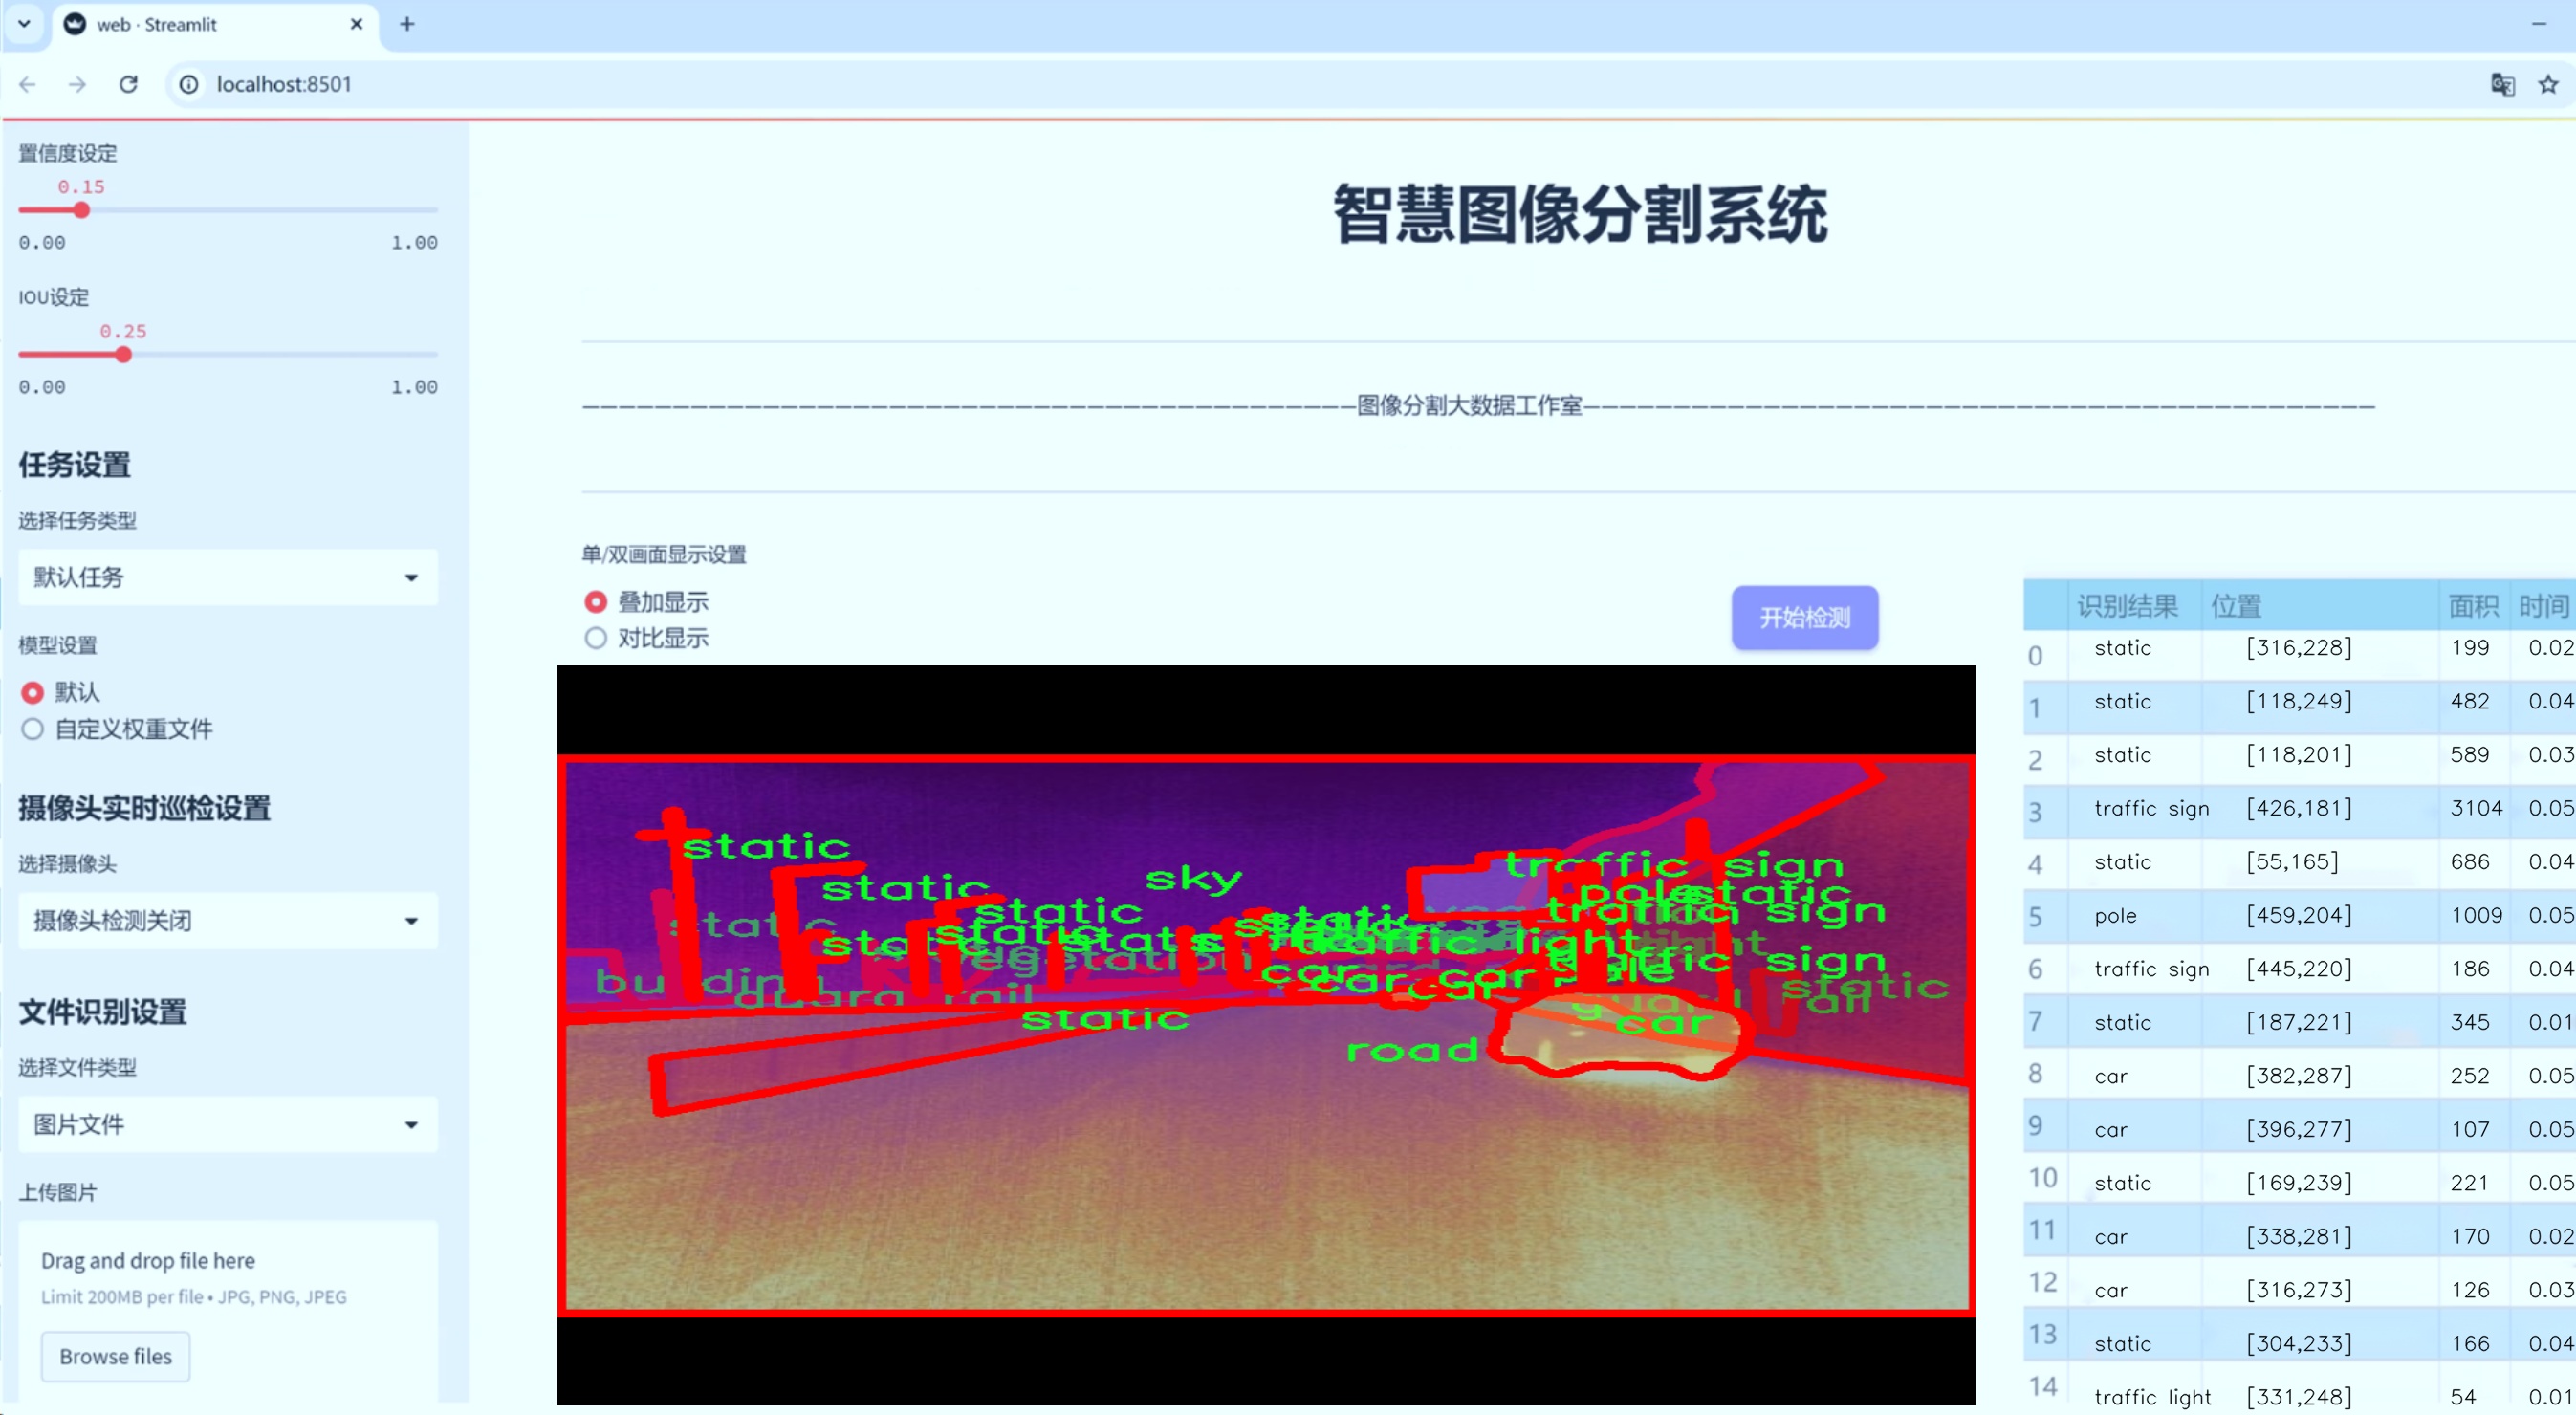 web · Streamlit
localhost:8501
置信度设定
0.15
0.00 1.00
IOU设定
0.25
0.00 1.00
任务设置
选择任务类型
默认任务
模型设置
默认
自定义权重文件
摄像头实时巡检设置
选择摄像头
摄像头检测关闭
文件识别设置
选择文件类型
图片文件
上传图片
Drag and drop file here
Limit 200MB per file • JPG, PNG, JPEG
Browse files
智慧图像分割系统
图像分割大数据工作室
单/双画面显示设置
叠加显示
对比显示
开始检测
static
static
sky
traffic sign
pole static
static
traffic sign
static
static
static
traffic light
vegetation
traffic sign
building
car
car
car
pole
static
guard rail
car
static
car
road
识别结果 位置 面积 时间
0 static [316,228] 199 0.02
1 static [118,249] 482 0.04
2 static [118,201] 589 0.03
3 traffic sign [426,181] 3104 0.05
4 static [55,165] 686 0.04
5 pole [459,204] 1009 0.05
6 traffic sign [445,220] 186 0.04
7 static [187,221] 345 0.01
8 car [382,287] 252 0.05
9 car [396,277] 107 0.05
10 static [169,239] 221 0.05
11 car [338,281] 170 0.02
12 car [316,273] 126 0.03
13 static [304,233] 166 0.04
14 traffic light [331,248] 54 0.01